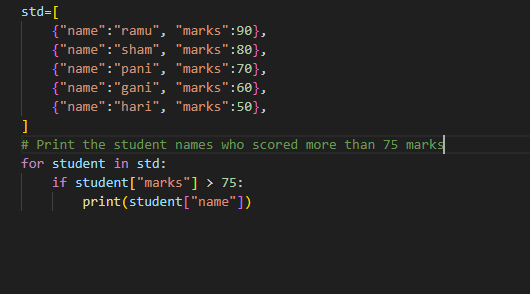 std=[
    {"name":"ramu", "marks":90},
    {"name":"sham", "marks":80},
    {"name":"pani", "marks":70},
    {"name":"gani", "marks":60},
    {"name":"hari", "marks":50},
]
# Print the student names who scored more than 75 marks
for student in std:
    if student["marks"] > 75:
        print(student["name"])